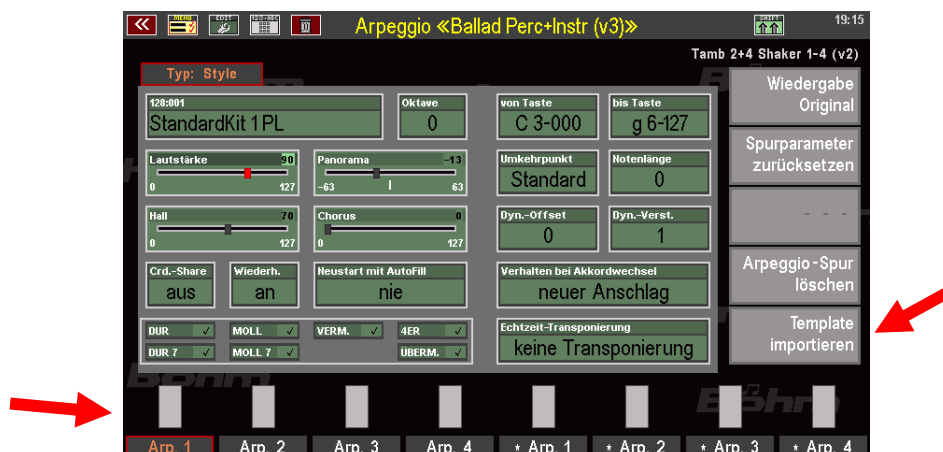 MENU EDIT 123+ABC Arpeggio «Ballad Perc+Instr (v3)» SHIFT 19:15
Tamb 2+4 Shaker 1-4 (v2)
Typ: Style
128:001
StandardKit 1 PL
Oktave
0
von Taste
C 3-000
bis Taste
g 6-127
Lautstärke 90
0 127
Panorama -13
-63 63
Umkehrpunkt
Standard
Notenlänge
0
Hall 70
0 127
Chorus 0
0 127
Dyn.-Offset
0
Dyn.-Verst.
1
Crd.-Share
aus
Wiederh.
an
Neustart mit AutoFill
nie
Verhalten bei Akkordwechsel
neuer Anschlag
DUR ✓ MOLL ✓ VERM. ✓ 4ER ✓
DUR 7 ✓ MOLL 7 ✓ ÜBERM. ✓
Echtzeit-Transponierung
keine Transponierung
Wiedergabe
Original
Spurparameter
zurücksetzen
- - -
Arpeggio-Spur
löschen
Template
importieren
Böhm
Böhm
Arp. 1 Arp. 2 Arp. 3 Arp. 4 * Arp. 1 * Arp. 2 * Arp. 3 * Arp. 4